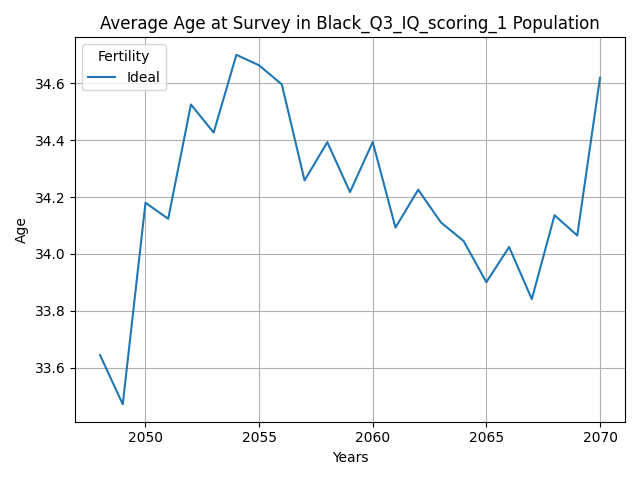 Average Age at Survey in Black_Q3_IQ_scoring_1 Population
Fertility
Ideal
34.6
34.4
34.2
34.0
33.8
33.6
Age
2050 2055 2060 2065 2070
Years